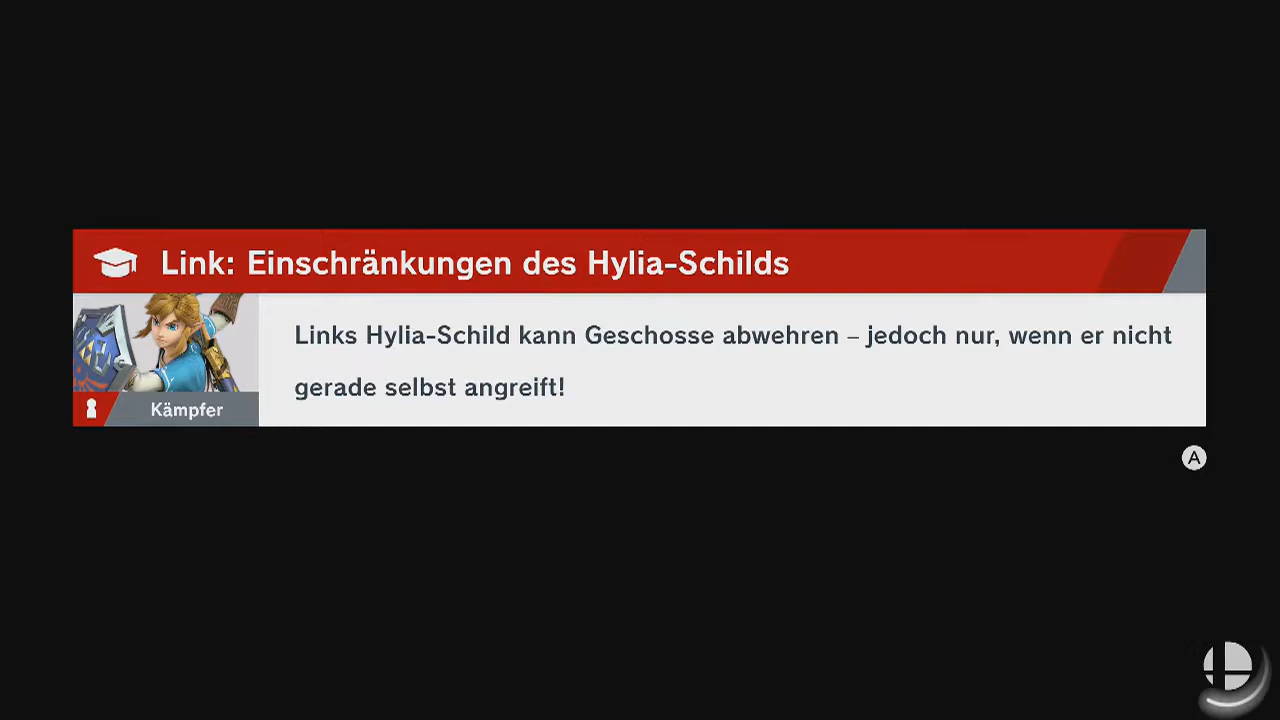 Link: Einschränkungen des Hylia-Schilds
Links Hylia-Schild kann Geschosse abwehren – jedoch nur, wenn er nicht
gerade selbst angreift!
Kämpfer
A